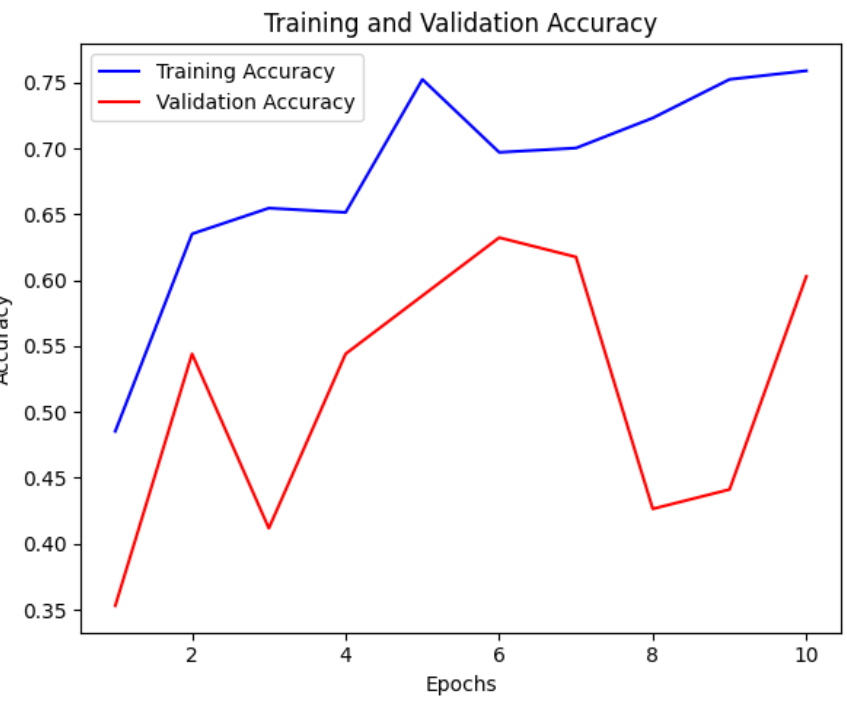 Training and Validation Accuracy
Training Accuracy
Validation Accuracy
0.75
0.70
0.65
0.60
0.55
0.50
0.45
0.40
0.35
Accuracy
2 4 6 8 10
Epochs